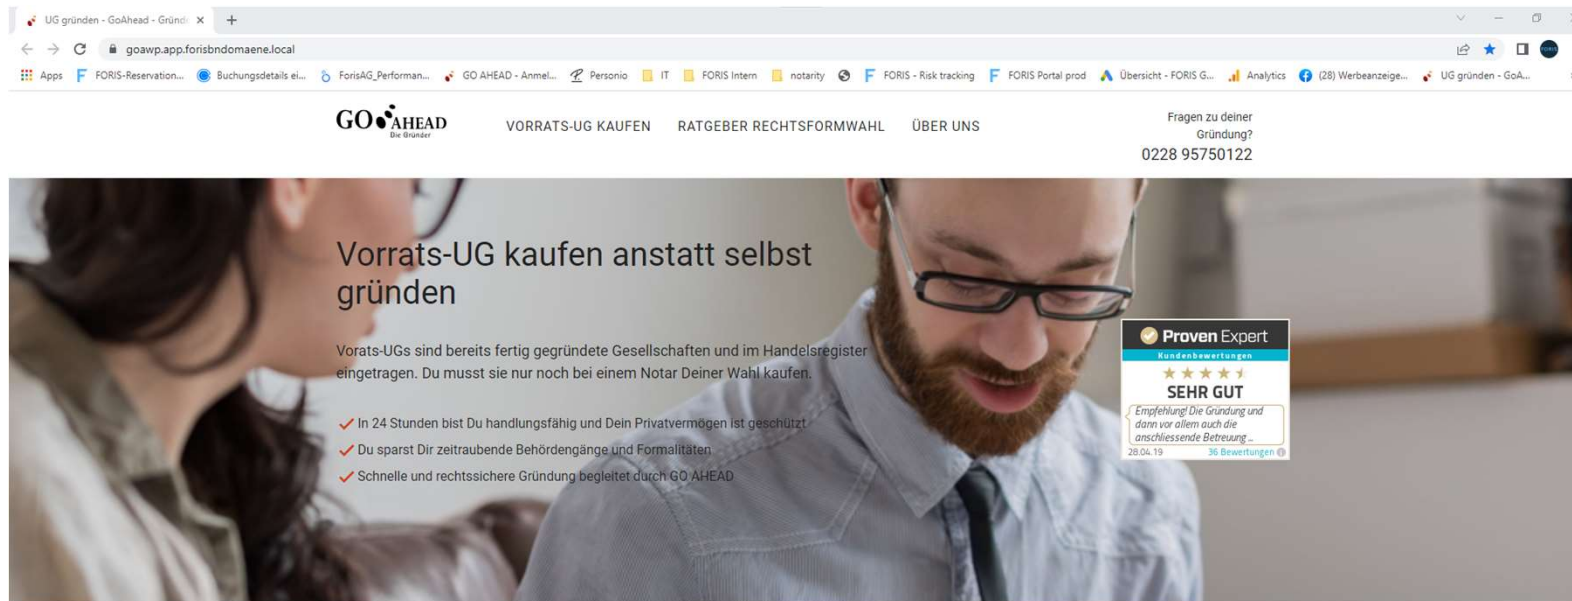 UG gründen - GoAhead - Gründ
goawp.app.forisbndomaene.local
Apps FORIS-Reservation... Buchungsdetails ei... ForisAG_Performan... GO AHEAD - Anmel... Personio IT FORIS Intern notarity FORIS - Risk tracking FORIS Portal prod Übersicht - FORIS G... Analytics (28) Werbeanzeige... UG gründen - GoA...
GO AHEAD
Die Gründer
VORRATS-UG KAUFEN RATGEBER RECHTSFORMWAHL ÜBER UNS
Fragen zu deiner
Gründung?
0228 95750122
Vorrats-UG kaufen anstatt selbst
gründen
Vorats-UGs sind bereits fertig gegründete Gesellschaften und im Handelsregister
eingetragen. Du musst sie nur noch bei einem Notar Deiner Wahl kaufen.
In 24 Stunden bist Du handlungsfähig und Dein Privatvermögen ist geschützt
Du sparst Dir zeitraubende Behördengänge und Formalitäten
Schnelle und rechtssichere Gründung begleitet durch GO AHEAD
Proven Expert
Kundenbewertungen
SEHR GUT
Empfehlung! Die Gründung und
dann vor allem auch die
anschliessende Betreuung ...
28.04.19 36 Bewertungen